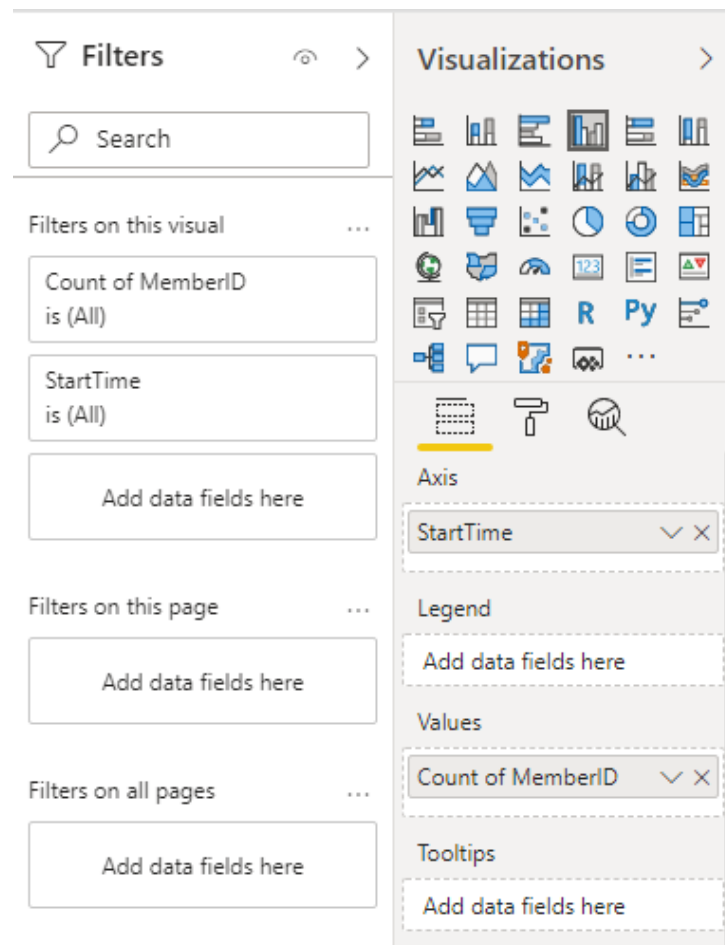 Filters
Search
Filters on this visual
...
Count of MemberID
is (All)
StartTime
is (All)
Add data fields here
Filters on this page
...
Add data fields here
Filters on all pages
...
Add data fields here
Visualizations
123
R
Py
...
Axis
StartTime
Legend
Add data fields here
Values
Count of MemberID
Tooltips
Add data fields here